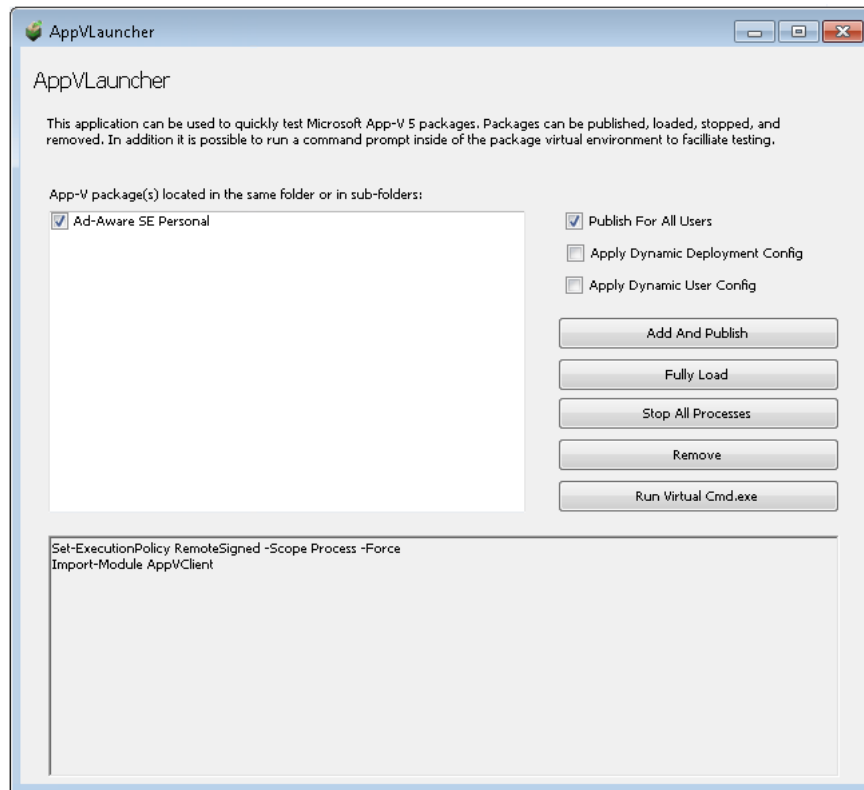 AppVLauncher
AppVLauncher
This application can be used to quickly test Microsoft App-V 5 packages. Packages can be published, loaded, stopped, and
removed. In addition it is possible to run a command prompt inside of the package virtual environment to facilliate testing.
App-V package(s) located in the same folder or in sub-folders:
Ad-Aware SE Personal
Publish For All Users
Apply Dynamic Deployment Config
Apply Dynamic User Config
Add And Publish
Fully Load
Stop All Processes
Remove
Run Virtual Cmd.exe
Set-ExecutionPolicy RemoteSigned -Scope Process -Force
Import-Module AppVClient